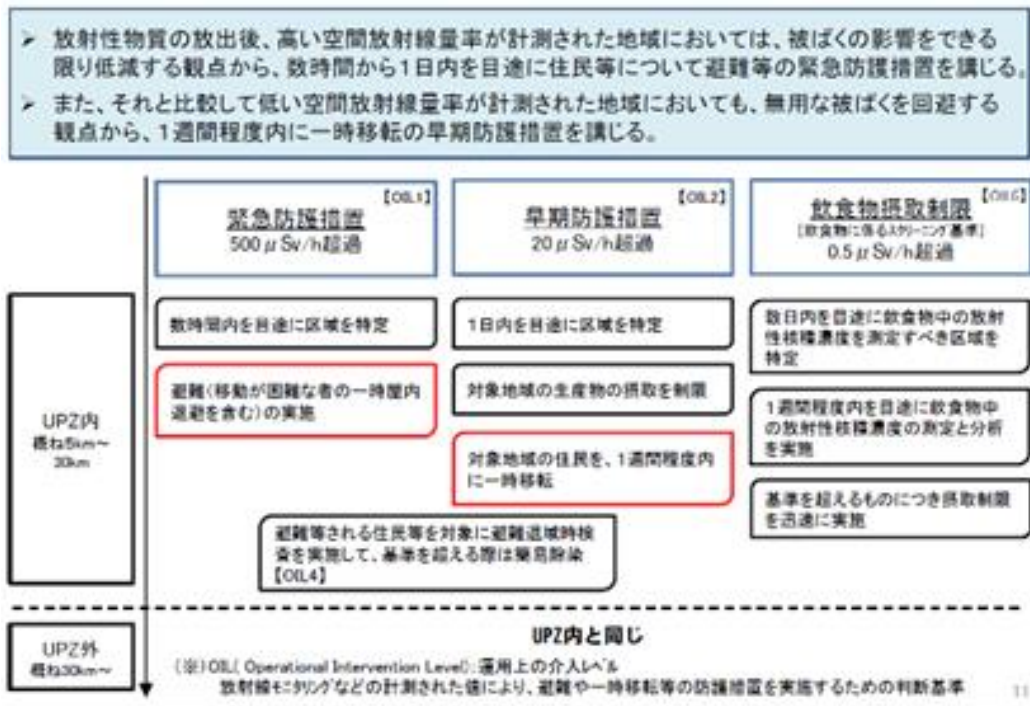 ➢ 放射性物質の放出後、高い空間放射線量率が計測された地域においては、被ばくの影響をできる
限り低減する観点から、数時間から1日内を目途に住民等について避難等の緊急防護措置を講じる。
➢ また、それと比較して低い空間放射線量率が計測された地域においても、無用な被ばくを回避する
観点から、1週間程度内に一時移転の早期防護措置を講じる。
【OIL1】
緊急防護措置
500μSv/h超過
【OIL2】
早期防護措置
20μSv/h超過
【OIL6】
飲食物摂取制限
[飲食物に係るスクリーニング基準]
0.5μSv/h超過
UPZ内
概ね5km～
30km
数時間内を目途に区域を特定
避難(移動が困難な者の一時屋内
退避を含む)の実施
1日内を目途に区域を特定
対象地域の生産物の摂取を制限
対象地域の住民を、1週間程度内
に一時移転
数日内を目途に飲食物中の放射
性核種濃度を測定すべき区域を
特定
1週間程度内を目途に飲食物中
の放射性核種濃度の測定と分析
を実施
基準を超えるものにつき摂取制限
を迅速に実施
避難等される住民等を対象に避難退域時検
査を実施して、基準を超える際は簡易除染
【OIL4】
UPZ外
概ね30km～
UPZ内と同じ
(※)OIL( Operational Intervention Level):運用上の介入レベル
放射線モニタリングなどの計測された値により、避難や一時移転等の防護措置を実施するための判断基準
11